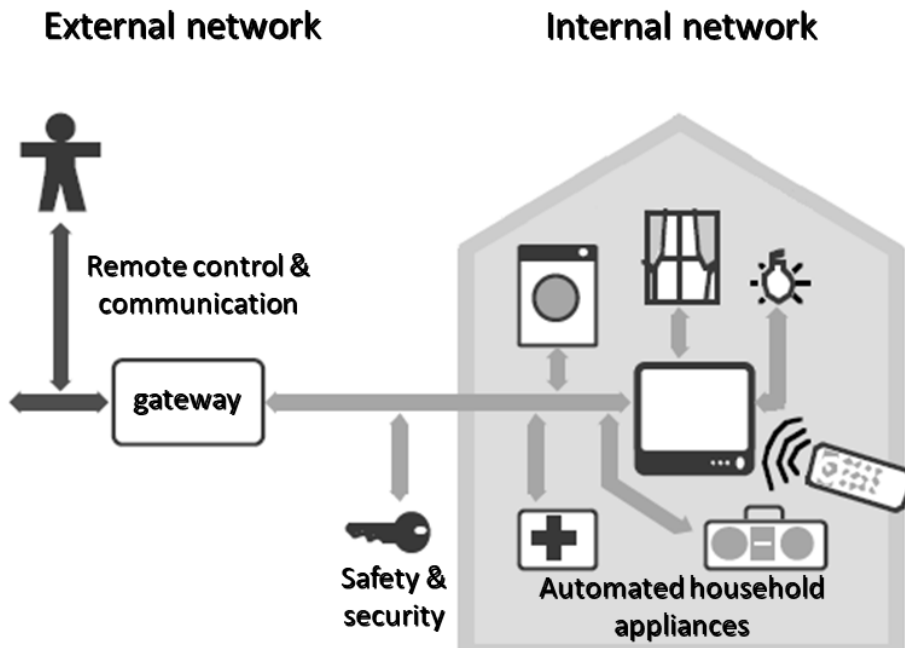 External network
Internal network
Remote control &
communication
gateway
Safety &
security
Automated household
appliances